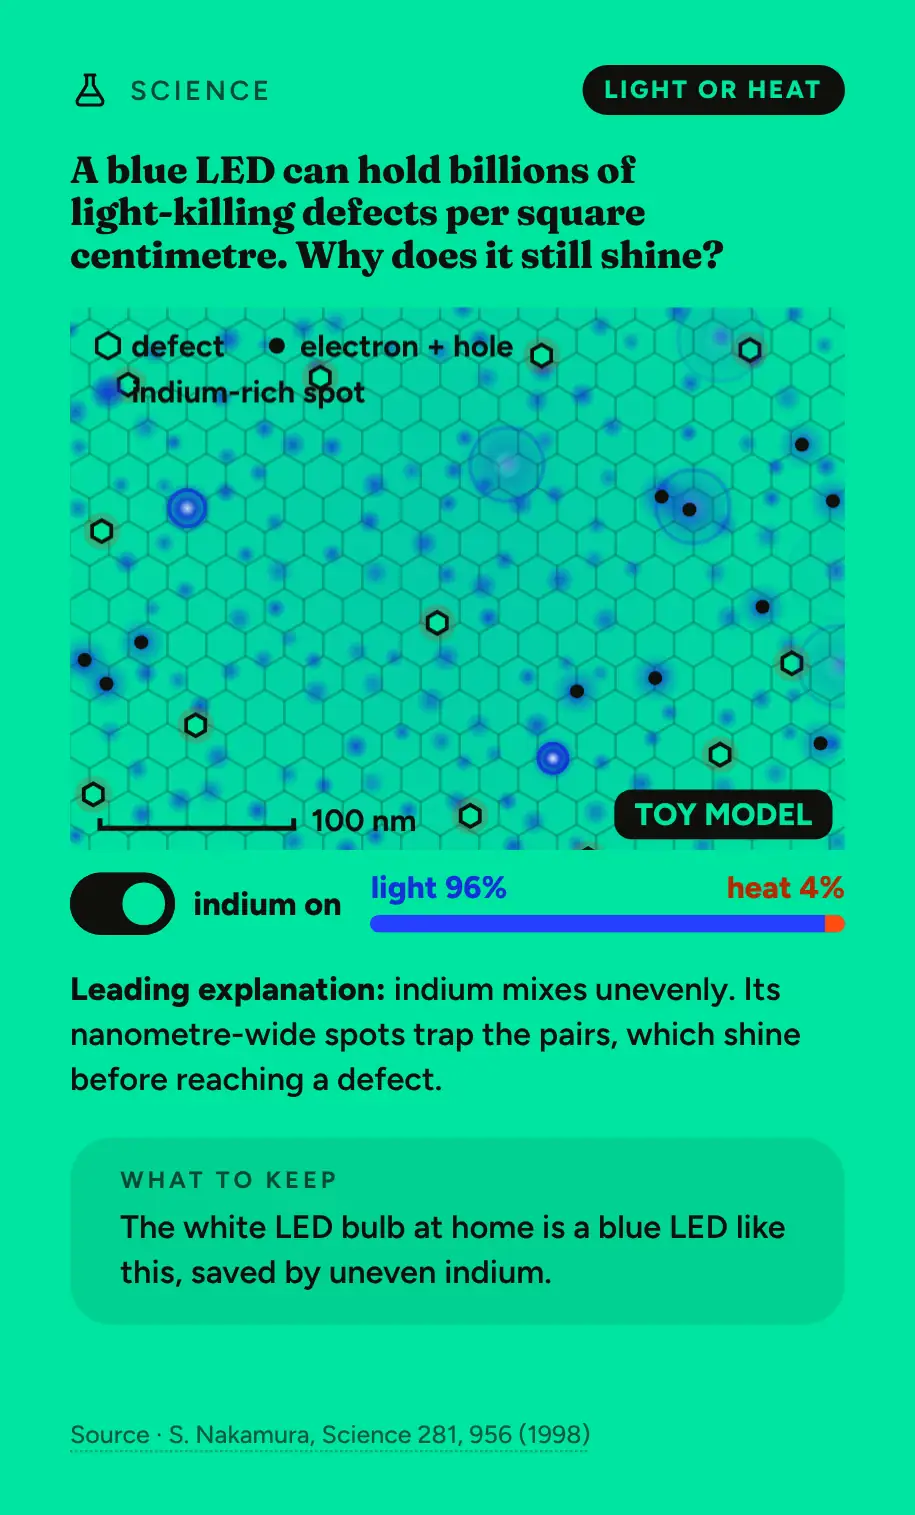 SCIENCE
LIGHT OR HEAT
A blue LED can hold billions of
light-killing defects per square
centimetre. Why does it still shine?
defect
electron + hole
indium-rich spot
100 nm
TOY MODEL
indium on
light 96%
heat 4%
Leading explanation: indium mixes unevenly. Its
nanometre-wide spots trap the pairs, which shine
before reaching a defect.
WHAT TO KEEP
The white LED bulb at home is a blue LED like
this, saved by uneven indium.
Source · S. Nakamura, Science 281, 956 (1998)